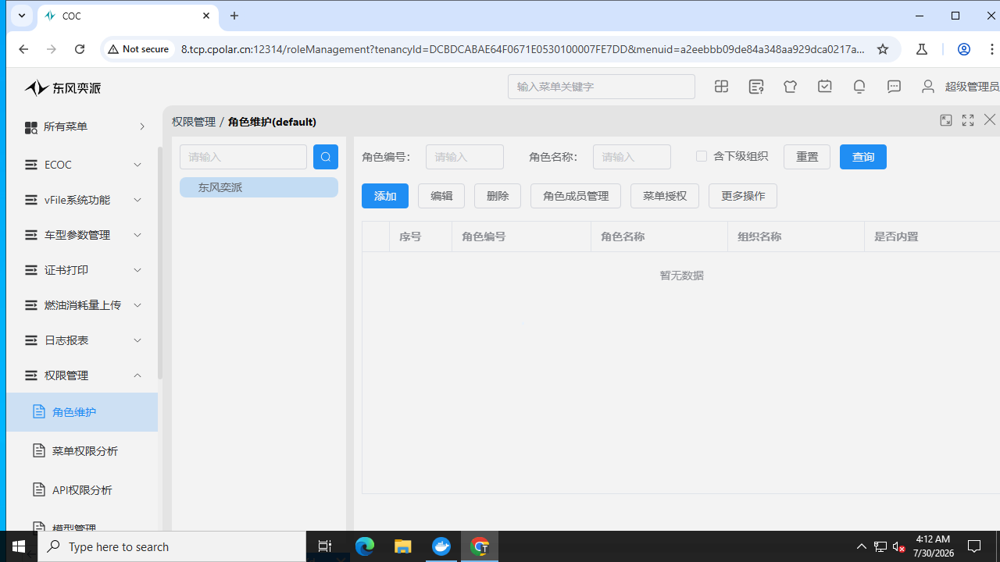 COC
Not secure
8.tcp.cpolar.cn:12314/roleManagement?tenancyId=DCBDCABAE64F0671E0530100007FE7DD&menuid=a2eebbb09de84a348aa929dca0217a...
东风奕派
输入菜单关键字
超级管理员
所有菜单
ECOC
vFile系统功能
车型参数管理
证书打印
燃油消耗量上传
日志报表
权限管理
角色维护
菜单权限分析
API权限分析
模型管理
权限管理 / 角色维护(default)
请输入
东风奕派
角色编号： 请输入 角色名称： 请输入 含下级组织 重置 查询
添加 编辑 删除 角色成员管理 菜单授权 更多操作
序号 角色编号 角色名称 组织名称 是否内置
暂无数据
Type here to search
4:12 AM
7/30/2026